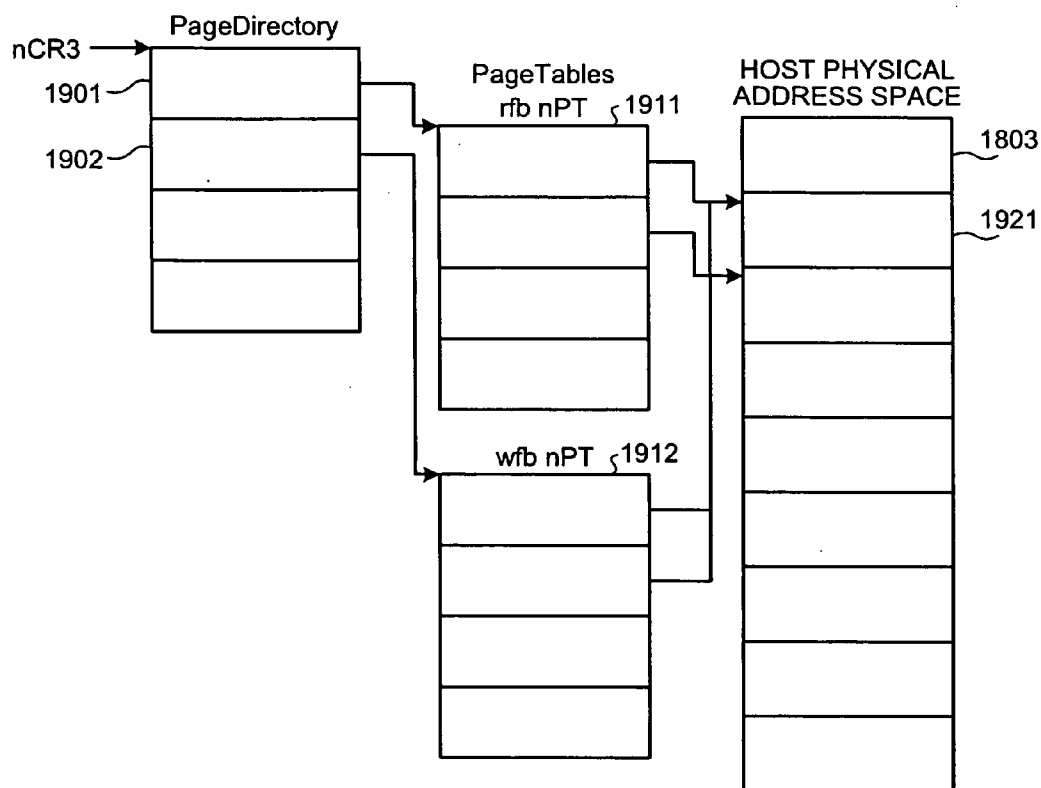 PageDirectory
nCR3
1901
1902
PageTables
rfb nPT
1911
wfb nPT
1912
HOST PHYSICAL
ADDRESS SPACE
1803
1921